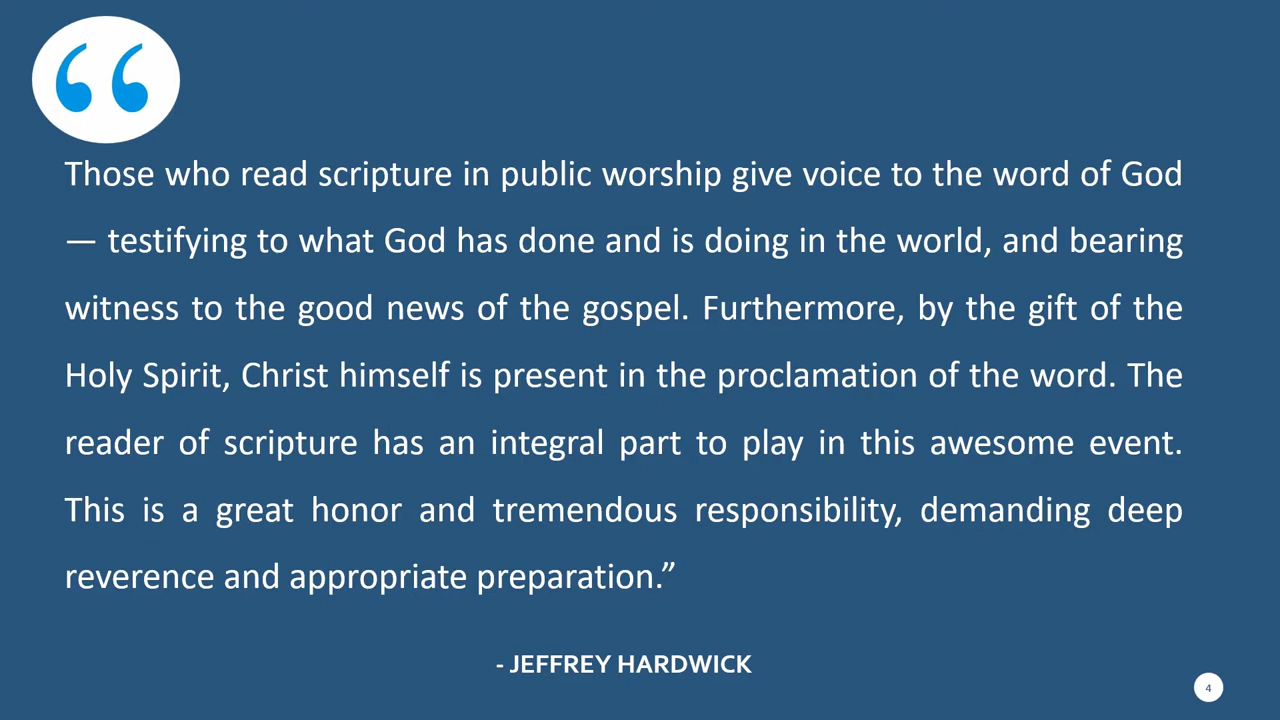 “
Those who read scripture in public worship give voice to the word of God
— testifying to what God has done and is doing in the world, and bearing
witness to the good news of the gospel. Furthermore, by the gift of the
Holy Spirit, Christ himself is present in the proclamation of the word. The
reader of scripture has an integral part to play in this awesome event.
This is a great honor and tremendous responsibility, demanding deep
reverence and appropriate preparation.”
- JEFFREY HARDWICK
4